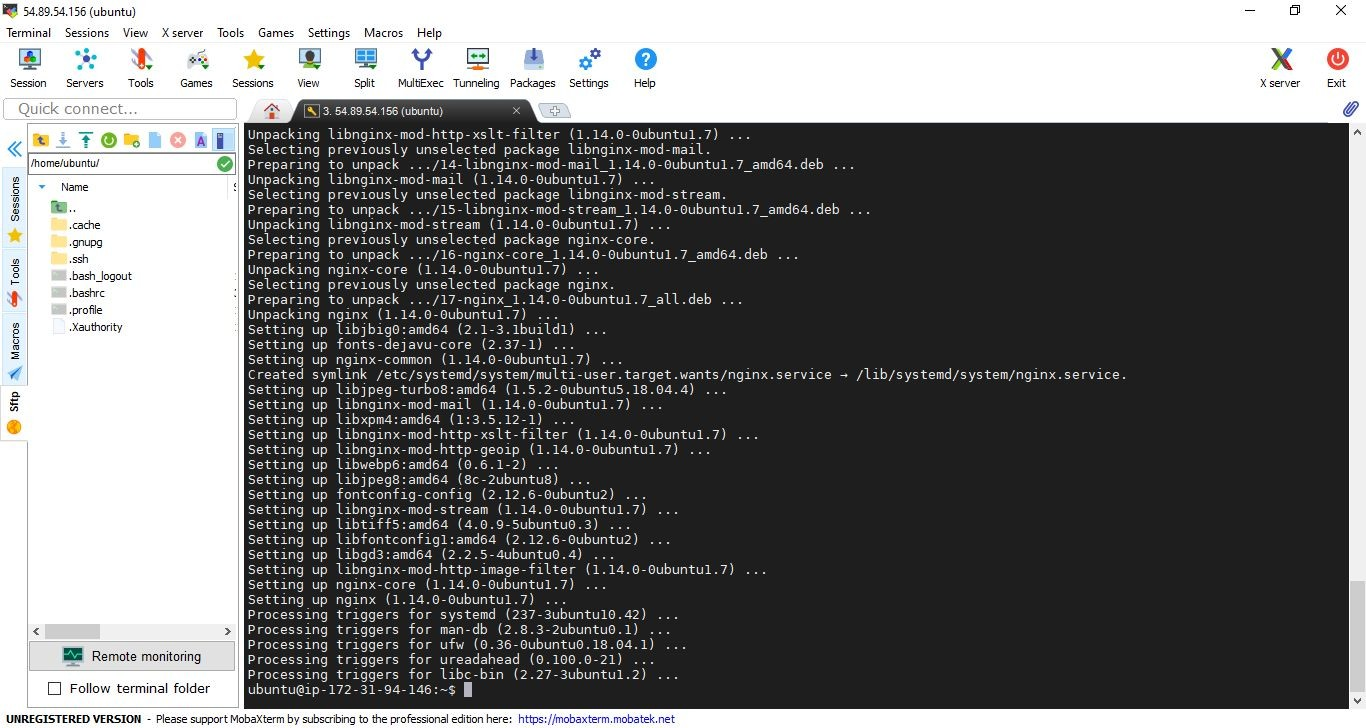 54.89.54.156 (ubuntu)
Terminal Sessions View X server Tools Games Settings Macros Help
Session Servers Tools Games Sessions View Split MultiExec Tunneling Packages Settings Help X server Exit
Quick connect...
3. 54.89.54.156 (ubuntu)
/home/ubuntu/
Name
..
.cache
.gnupg
.ssh
.bash_logout
.bashrc
.profile
.Xauthority
Sessions
Tools
Macros
Sftp
Remote monitoring
Follow terminal folder
Unpacking libnginx-mod-http-xslt-filter (1.14.0-0ubuntu1.7) ...
Selecting previously unselected package libnginx-mod-mail.
Preparing to unpack .../14-libnginx-mod-mail_1.14.0-0ubuntu1.7_amd64.deb ...
Unpacking libnginx-mod-mail (1.14.0-0ubuntu1.7) ...
Selecting previously unselected package libnginx-mod-stream.
Preparing to unpack .../15-libnginx-mod-stream_1.14.0-0ubuntu1.7_amd64.deb ...
Unpacking libnginx-mod-stream (1.14.0-0ubuntu1.7) ...
Selecting previously unselected package nginx-core.
Preparing to unpack .../16-nginx-core_1.14.0-0ubuntu1.7_amd64.deb ...
Unpacking nginx-core (1.14.0-0ubuntu1.7) ...
Selecting previously unselected package nginx.
Preparing to unpack .../17-nginx_1.14.0-0ubuntu1.7_all.deb ...
Unpacking nginx (1.14.0-0ubuntu1.7) ...
Setting up libjbig0:amd64 (2.1-3.1build1) ...
Setting up fonts-dejavu-core (2.37-1) ...
Setting up nginx-common (1.14.0-0ubuntu1.7) ...
Created symlink /etc/systemd/system/multi-user.target.wants/nginx.service → /lib/systemd/system/nginx.service.
Setting up libjpeg-turbo8:amd64 (1.5.2-0ubuntu5.18.04.4) ...
Setting up libnginx-mod-mail (1.14.0-0ubuntu1.7) ...
Setting up libxpm4:amd64 (1:3.5.12-1) ...
Setting up libnginx-mod-http-xslt-filter (1.14.0-0ubuntu1.7) ...
Setting up libnginx-mod-http-geoip (1.14.0-0ubuntu1.7) ...
Setting up libwebp6:amd64 (0.6.1-2) ...
Setting up libjpeg8:amd64 (8c-2ubuntu8) ...
Setting up fontconfig-config (2.12.6-0ubuntu2) ...
Setting up libnginx-mod-stream (1.14.0-0ubuntu1.7) ...
Setting up libtiff5:amd64 (4.0.9-5ubuntu0.3) ...
Setting up libfontconfig1:amd64 (2.12.6-0ubuntu2) ...
Setting up libgd3:amd64 (2.2.5-4ubuntu0.4) ...
Setting up libnginx-mod-http-image-filter (1.14.0-0ubuntu1.7) ...
Setting up nginx-core (1.14.0-0ubuntu1.7) ...
Setting up nginx (1.14.0-0ubuntu1.7) ...
Processing triggers for systemd (237-3ubuntu10.42) ...
Processing triggers for man-db (2.8.3-2ubuntu0.1) ...
Processing triggers for ufw (0.36-0ubuntu0.18.04.1) ...
Processing triggers for ureadahead (0.100.0-21) ...
Processing triggers for libc-bin (2.27-3ubuntu1.2) ...
ubuntu@ip-172-31-94-146:~$
UNREGISTERED VERSION - Please support MobaXterm by subscribing to the professional edition here: https://mobaxterm.mobatek.net